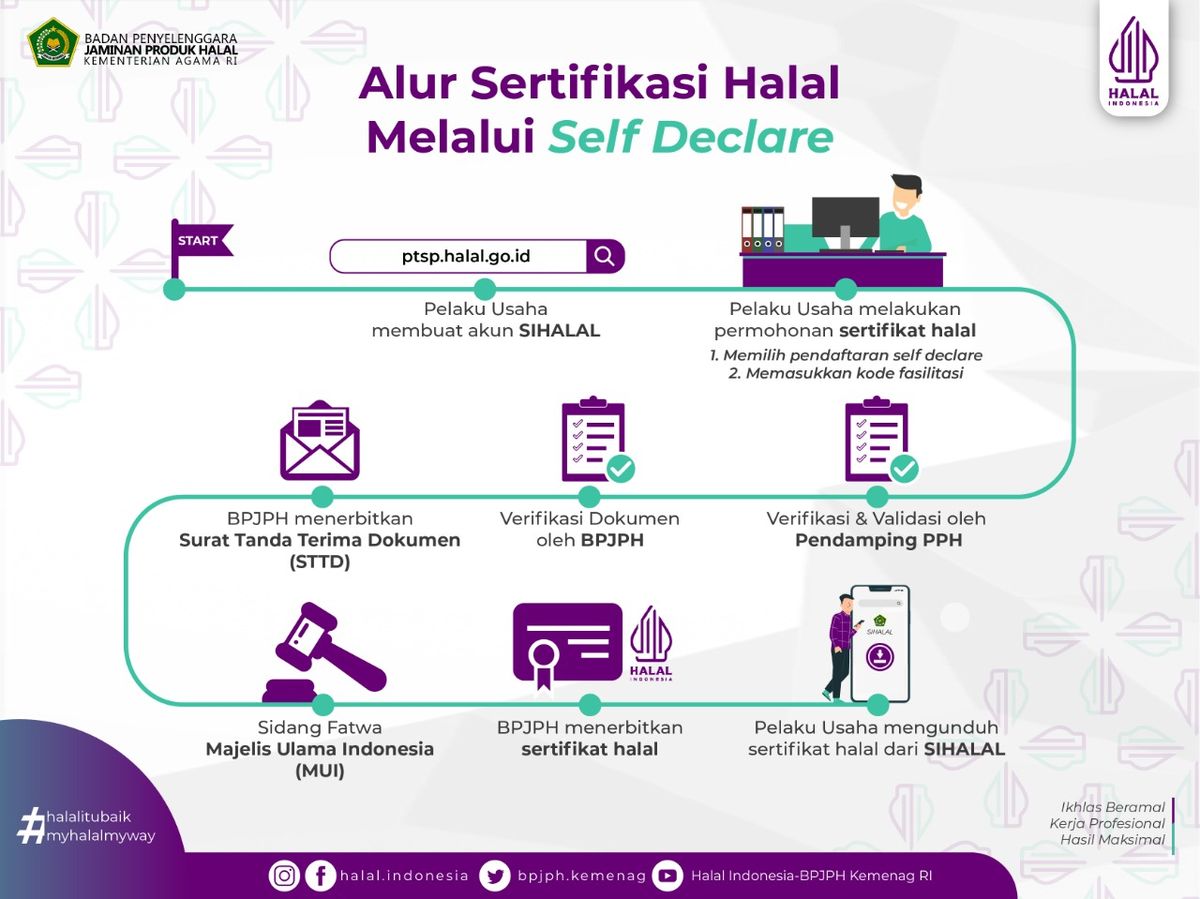 BADAN PENYELENGGARA
JAMINAN PRODUK HALAL
KEMENTERIAN AGAMA RI
HALAL
INDONESIA
Alur Sertifikasi Halal
Melalui Self Declare
START
ptsp.halal.go.id
Pelaku Usaha
membuat akun SIHALAL
Pelaku Usaha melakukan
permohonan sertifikat halal
1. Memilih pendaftaran self declare
2. Memasukkan kode fasilitasi
Verifikasi & Validasi oleh
Pendamping PPH
Verifikasi Dokumen
oleh BPJPH
BPJPH menerbitkan
Surat Tanda Terima Dokumen
(STTD)
Sidang Fatwa
Majelis Ulama Indonesia
(MUI)
HALAL
INDONESIA
BPJPH menerbitkan
sertifikat halal
SIHALAL
Pelaku Usaha mengunduh
sertifikat halal dari SIHALAL
#halalitubaik
#myhalalmyway
Ikhlas Beramal
Kerja Profesional
Hasil Maksimal
halal.indonesia
bpjph.kemenag
Halal Indonesia-BPJPH Kemenag RI